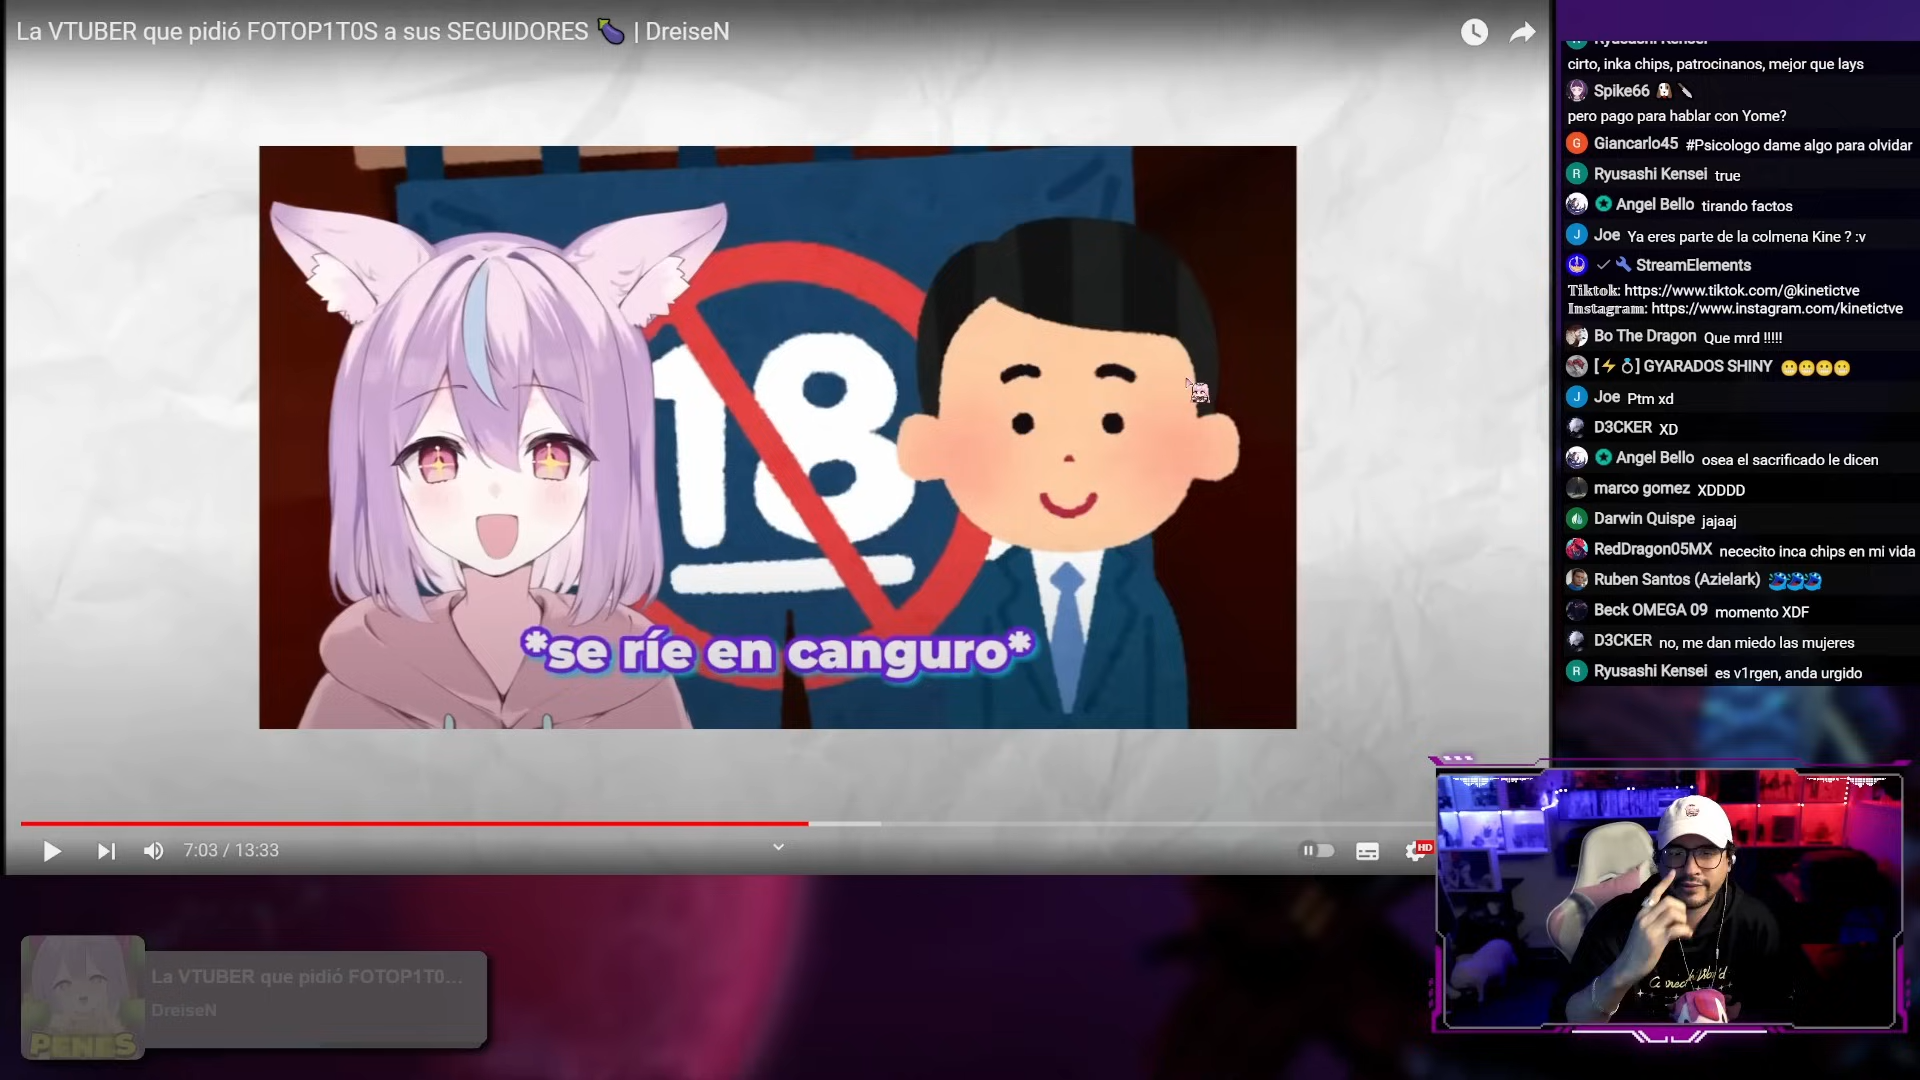 La VTUBER que pidió FOTOP1T0S a sus SEGUIDORES 🍆 | DreiseN
18
*se ríe en canguro*
7:03 / 13:33
HD
La VTUBER que pidió FOTOP1T0...
DreiseN
PENES
Ryusashi Kensei
cirto, inka chips, patrocinanos, mejor que lays
Spike66
pero pago para hablar con Yome?
G Giancarlo45 #Psicologo dame algo para olvidar
R Ryusashi Kensei true
Angel Bello tirando factos
J Joe Ya eres parte de la colmena Kine ? :v
StreamElements
Tiktok: https://www.tiktok.com/@kinetictve
Instagram: https://www.instagram.com/kinetictve
Bo The Dragon Que mrd !!!!!
[⚡💍] GYARADOS SHINY 😬😬😬😬
J Joe Ptm xd
D3CKER XD
Angel Bello osea el sacrificado le dicen
marco gomez XDDDD
Darwin Quispe jajaaj
RedDragon05MX nececito inca chips en mi vida
Ruben Santos (Azielark)
Beck OMEGA 09 momento XDF
D3CKER no, me dan miedo las mujeres
R Ryusashi Kensei es v1rgen, anda urgido